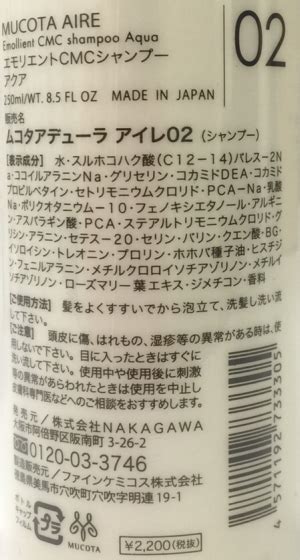 MUCOTA AIRE
Emollient CMC shampoo Aqua
エモリエントCMCシャンプー
アクア
02
250ml/WT. 8.5 FL OZ MADE IN JAPAN
販売名
ムコタアデューラ アイレ02（シャンプー）
【表示成分】 水・スルホコハク酸(C12-14)パレス-2N
a・ココイルアラニンNa・グリセリン・コカミドDEA・コカミド
プロピルベタイン・セトリモニウムクロリド・PCA-Na・乳酸
Na・ポリクオタニウム-10・フェノキシエタノール・アルギニ
ン・アスパラギン酸・PCA・ステアルトリモニウムクロリド・グ
リシン・アラニン・セテス-20・セリン・バリン・クエン酸・BG・
イソロイシン・トレオニン・プロリン・ホホバ種子油・ヒスチジ
ン・フェニルアラニン・メチルクロロイソチアゾリノン・メチルイ
ソチアゾリノン・ローズマリー葉エキス・ジメチコン・香料
【ご使用方法】 髪をよくすすいでから泡立て、洗髪し洗い流
して下さい。
【ご注意】 頭皮に傷、はれもの、湿疹等の異常がある時は、使
用しないで下さい。目に入ったときはすぐに
洗い流して下さい。使用中や使用後に刺激
等の異常があらわれたときは使用を中止し
皮膚科専門医などへのご相談をおすすめします。
発売元／株式会社NAKAGAWA
大阪市阿倍野区阪南町3-26-2
0120-03-3746
製造販売元／ファインケミコス株式会社
徳島県美馬市穴吹町穴吹字明連19-1
4571192733305
ボトル
キャップ
フィルム
プラ
MUCOTA
¥2,200(税抜)